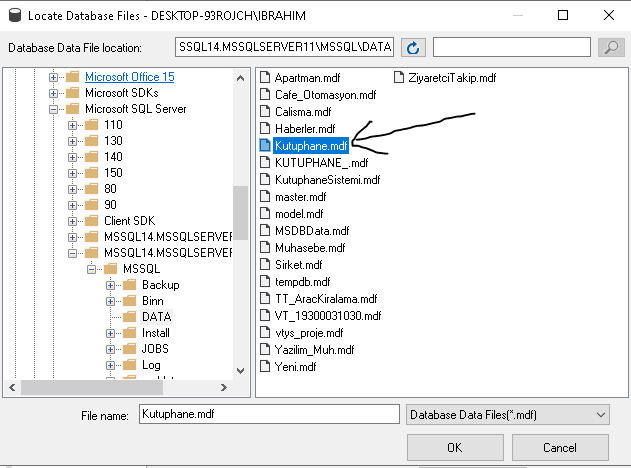 Locate Database Files - DESKTOP-93ROJCH\IBRAHIM
Database Data File location:
SSQL14.MSSQLSERVER11\MSSQL\DATA
Microsoft Office 15
Microsoft SDKs
Microsoft SQL Server
110
130
140
150
80
90
Client SDK
MSSQL14.MSSQLSERVER
MSSQL14.MSSQLSERVER
MSSQL
Backup
Binn
DATA
Install
JOBS
Log
Apartman.mdf
Cafe_Otomasyon.mdf
Calisma.mdf
Haberler.mdf
Kutuphane.mdf
KUTUPHANE_.mdf
KutuphaneSistemi.mdf
master.mdf
model.mdf
MSDBData.mdf
Muhasebe.mdf
Sirket.mdf
tempdb.mdf
TT_AracKiralama.mdf
VT_19300031030.mdf
vtys_proje.mdf
Yazilim_Muh.mdf
Yeni.mdf
ZiyaretciTakip.mdf
File name:
Kutuphane.mdf
Database Data Files(*.mdf)
OK
Cancel